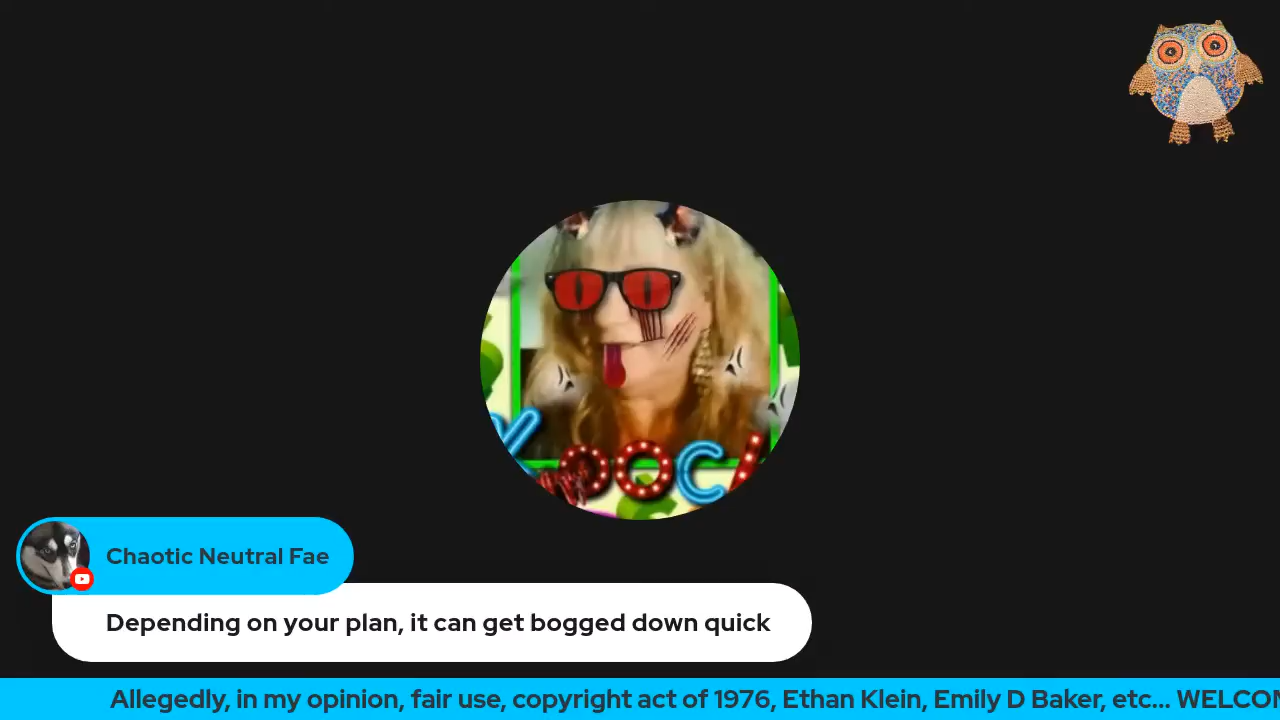 Chaotic Neutral Fae
Depending on your plan, it can get bogged down quick
Allegedly, in my opinion, fair use, copyright act of 1976, Ethan Klein, Emily D Baker, etc... WELCO